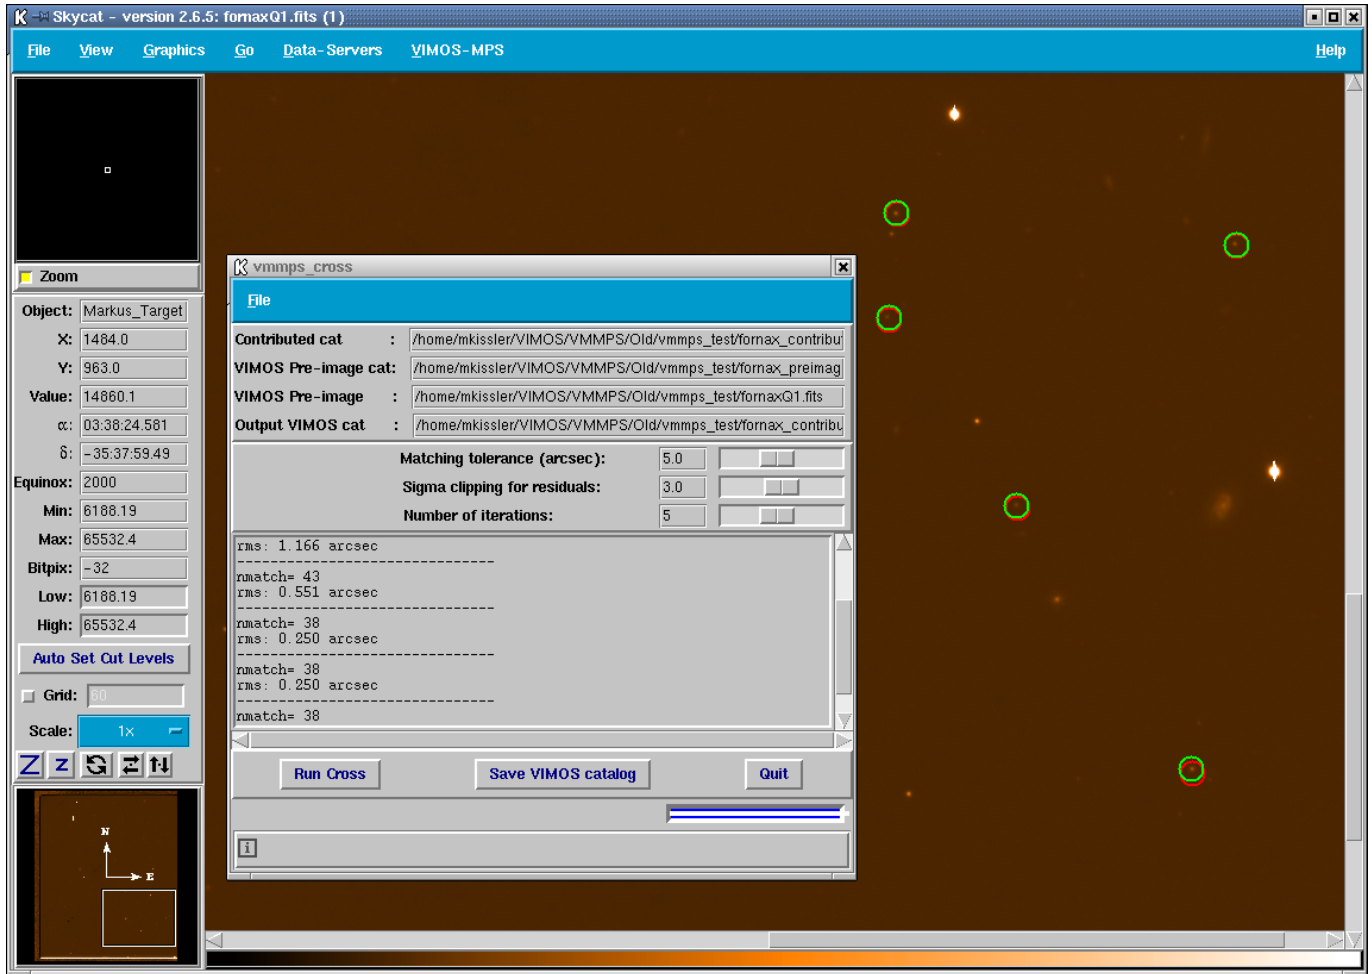 Skycat - version 2.6.5: fornaxQ1.fits (1)
File View Graphics Go Data-Servers VIMOS-MPS Help
Zoom
Object: Markus_Target
X: 1484.0
Y: 963.0
Value: 14860.1
α: 03:38:24.581
δ: -35:37:59.49
Equinox: 2000
Min: 6188.19
Max: 65532.4
Bitpix: -32
Low: 6188.19
High: 65532.4
Auto Set Cut Levels
Grid: 60
Scale: 1×
Z z
N
E
vmmps_cross
File
Contributed cat : /home/mkissler/VIMOS/VMMPS/Old/vmmps_test/fornax_contribu
VIMOS Pre-image cat: /home/mkissler/VIMOS/VMMPS/Old/vmmps_test/fornax_preimag
VIMOS Pre-image : /home/mkissler/VIMOS/VMMPS/Old/vmmps_test/fornaxQ1.fits
Output VIMOS cat : /home/mkissler/VIMOS/VMMPS/Old/vmmps_test/fornax_contribu
Matching tolerance (arcsec): 5.0
Sigma clipping for residuals: 3.0
Number of iterations: 5
rms: 1.166 arcsec
------------------------------
nmatch= 43
rms: 0.551 arcsec
------------------------------
nmatch= 38
rms: 0.250 arcsec
------------------------------
nmatch= 38
rms: 0.250 arcsec
------------------------------
nmatch= 38
Run Cross Save VIMOS catalog Quit
i